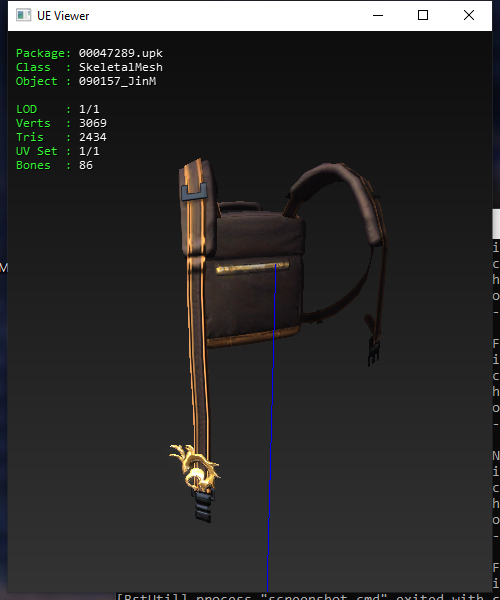 UE Viewer
Package: 00047289.upk
Class : SkeletalMesh
Object : 090157_JinM
LOD : 1/1
Verts : 3069
Tris : 2434
UV Set : 1/1
Bones : 86
M
i
c
h
o
-
F
i
c
h
o
-
N
i
c
h
o
-
F
i